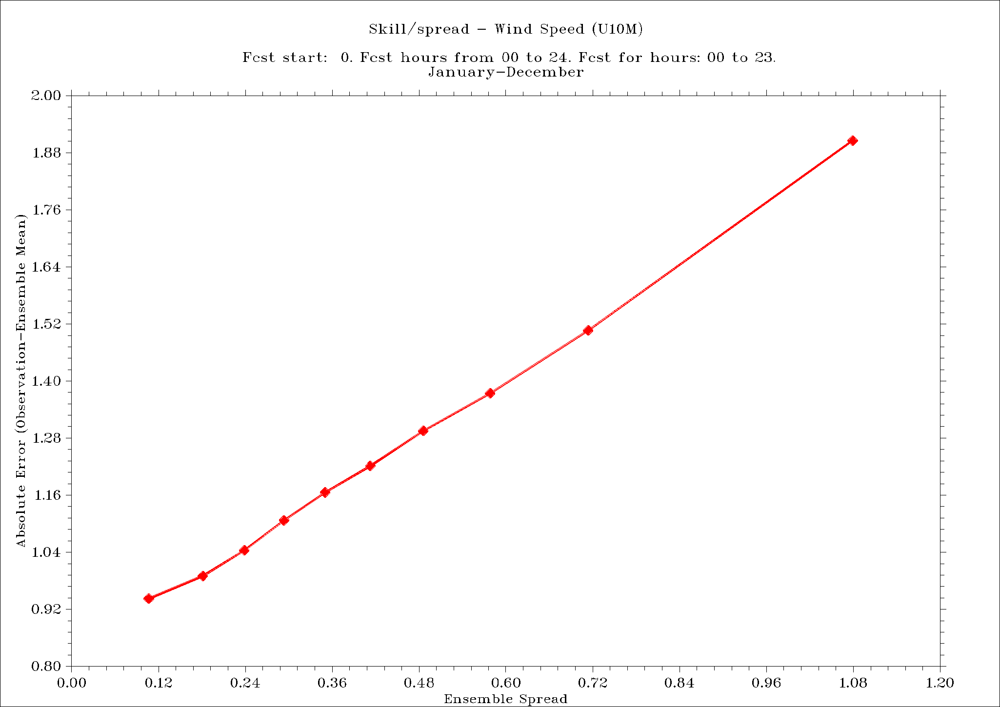 Skill/spread - Wind Speed (U10M)
Fcst start:  0. Fcst hours from 00 to 24. Fcst for hours: 00 to 23.
January-December
2.00
1.88
1.76
1.64
1.52
1.40
1.28
1.16
1.04
0.92
0.80
Absolute Error (Observation-Ensemble Mean)
0.00 0.12 0.24 0.36 0.48 0.60 0.72 0.84 0.96 1.08 1.20
Ensemble Spread